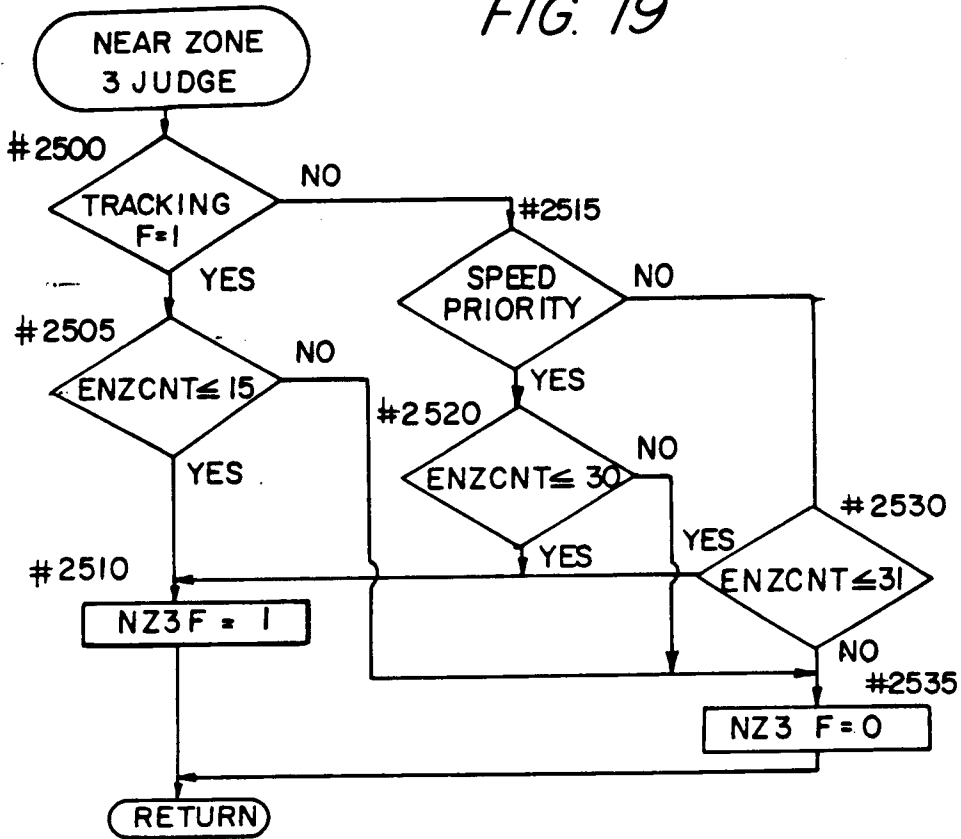 FIG. 19
NEAR ZONE
3 JUDGE
#2500
TRACKING
F=1
NO
YES
#2515
SPEED
PRIORITY
NO
YES
#2505
ENZCNT≦15
NO
YES
#2520
ENZCNT≦30
NO
YES
#2530
ENZCNT≦31
YES
NO
#2510
NZ3F = 1
#2535
NZ3 F=0
RETURN